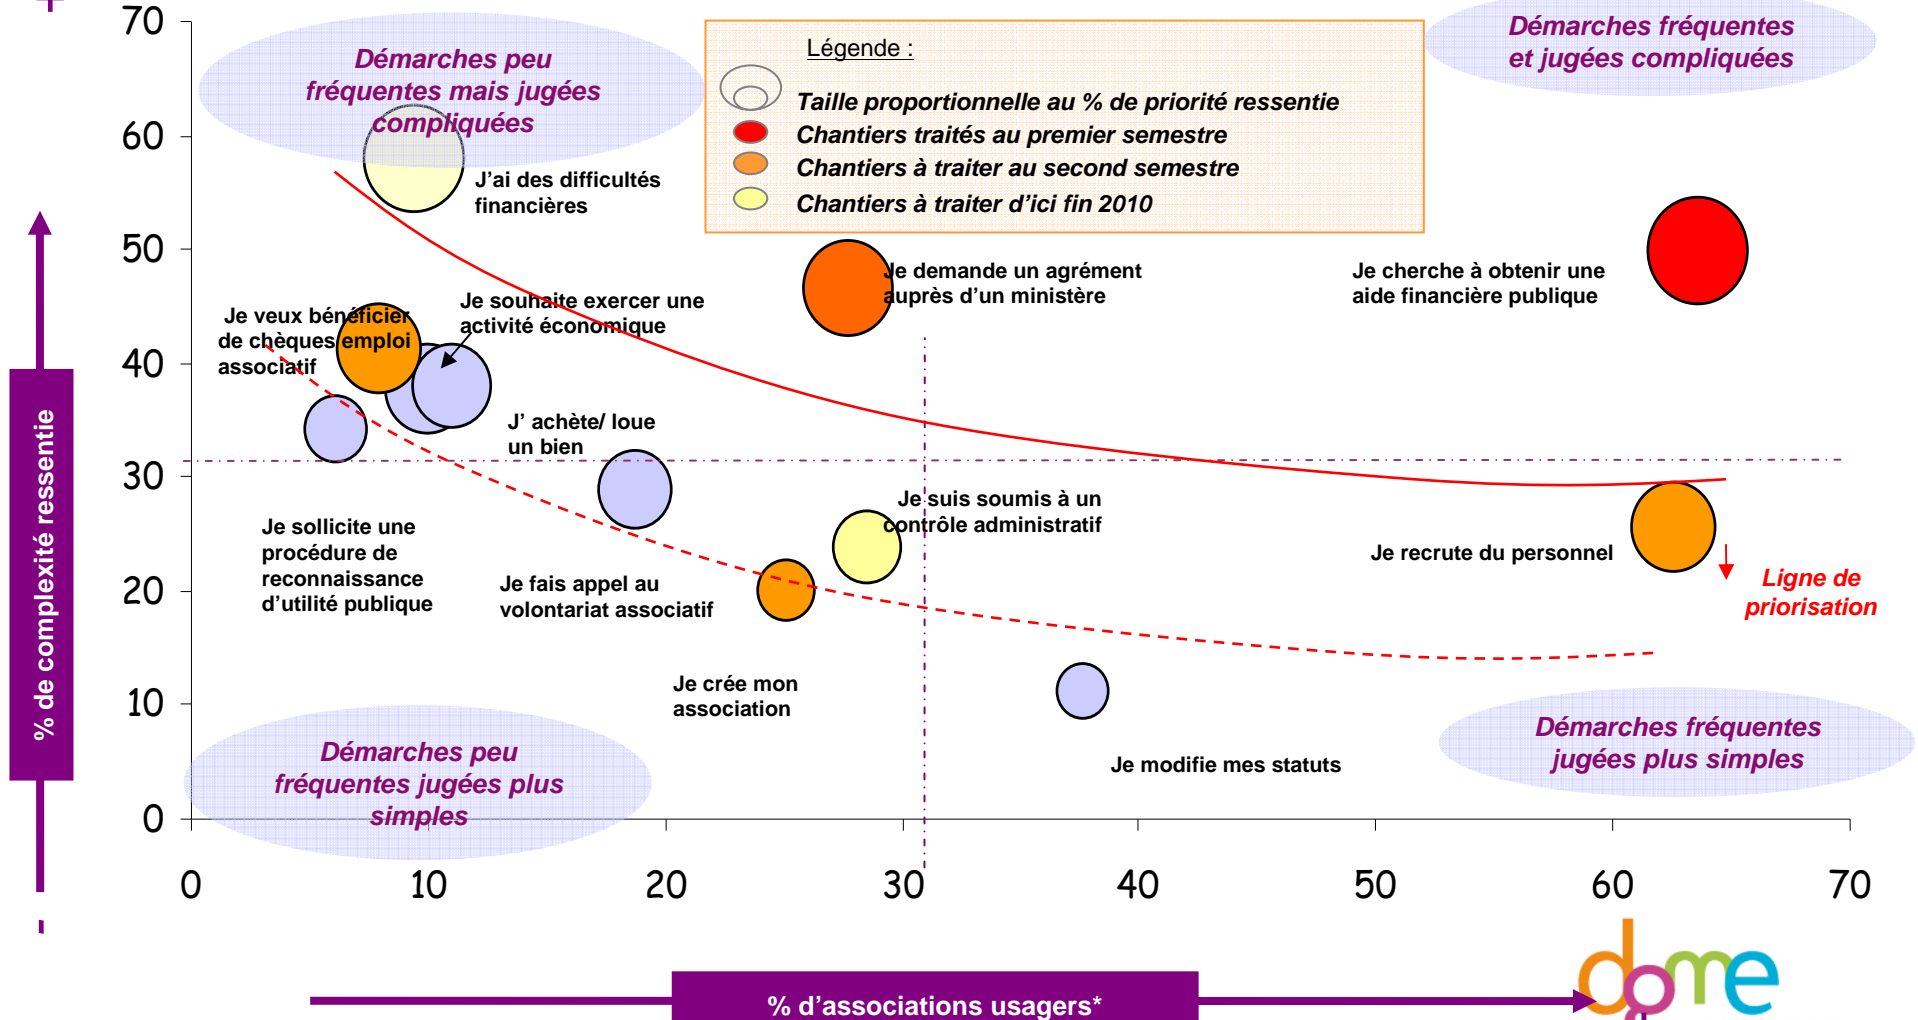 +
70
60
50
40
30
20
10
0
Démarches peu
fréquentes mais jugées
compliquées
Légende :
Taille proportionnelle au % de priorité ressentie
Chantiers traités au premier semestre
Chantiers à traiter au second semestre
Chantiers à traiter d'ici fin 2010
Démarches fréquentes
et jugées compliquées
J'ai des difficultés
financières
Je demande un agrément
auprès d'un ministère
Je cherche à obtenir une
aide financière publique
Je veux bénéficier
de chèques emploi
associatif
Je souhaite exercer une
activité économique
J' achète/ loue
un bien
Je suis soumis à un
contrôle administratif
Je sollicite une
procédure de
reconnaissance
d'utilité publique
Je fais appel au
volontariat associatif
Je recrute du personnel
Ligne de
priorisation
Je crée mon
association
Je modifie mes statuts
Démarches peu
fréquentes jugées plus
simples
Démarches fréquentes
jugées plus simples
% de complexité ressentie
-
0 10 20 30 40 50 60 70
% d'associations usagers*
dgme